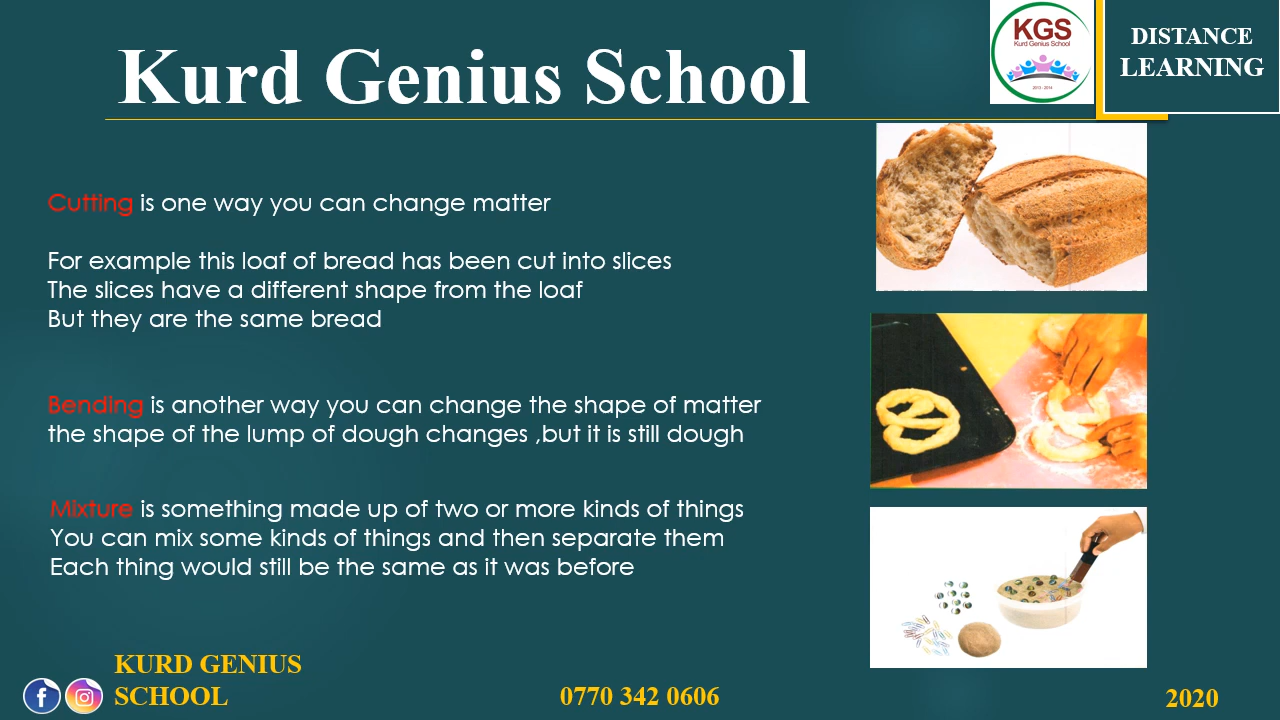 Kurd Genius School
KGS
Kurd Genius School
2013 - 2014
DISTANCE
LEARNING
Cutting is one way you can change matter
For example this loaf of bread has been cut into slices
The slices have a different shape from the loaf
But they are the same bread
Bending is another way you can change the shape of matter
the shape of the lump of dough changes ,but it is still dough
Mixture is something made up of two or more kinds of things
You can mix some kinds of things and then separate them
Each thing would still be the same as it was before
KURD GENIUS
SCHOOL
0770 342 0606
2020